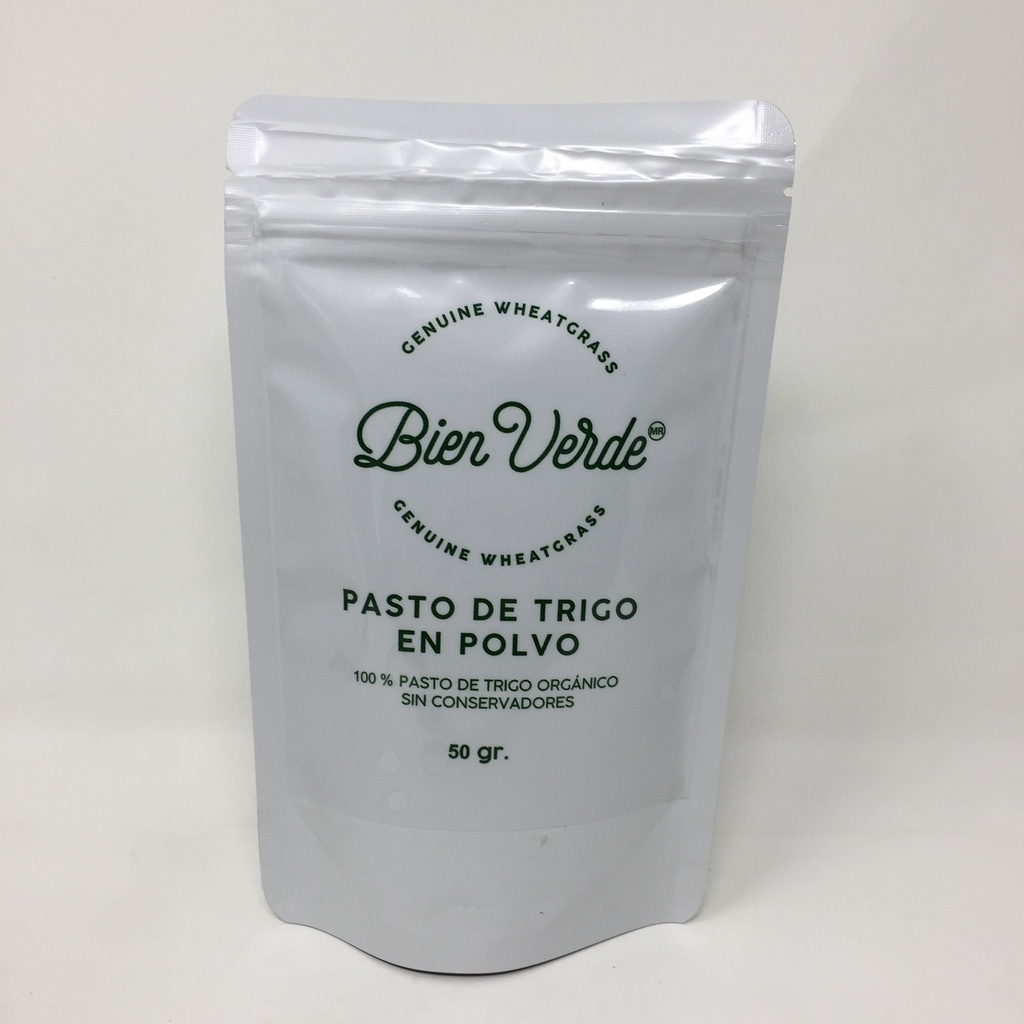 GENUINE WHEATGRASS
Bien Verde MR
GENUINE WHEATGRASS
PASTO DE TRIGO
EN POLVO
100 % PASTO DE TRIGO ORGÁNICO
SIN CONSERVADORES
50 gr.